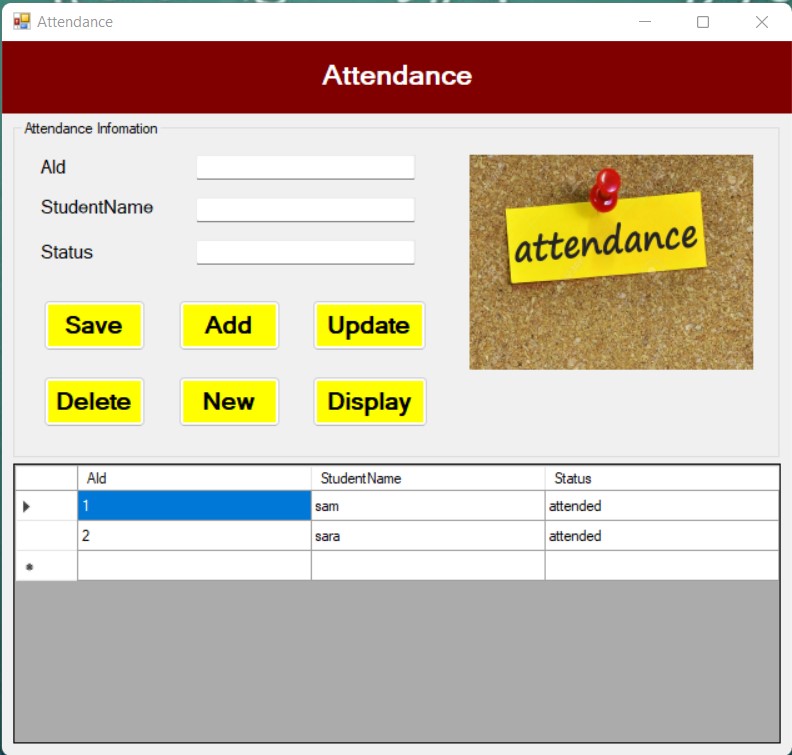 Attendance
Attendance
Attendance Infomation
AId
StudentName
Status
attendance
Save Add Update
Delete New Display
AId StudentName Status
1 sam attended
2 sara attended